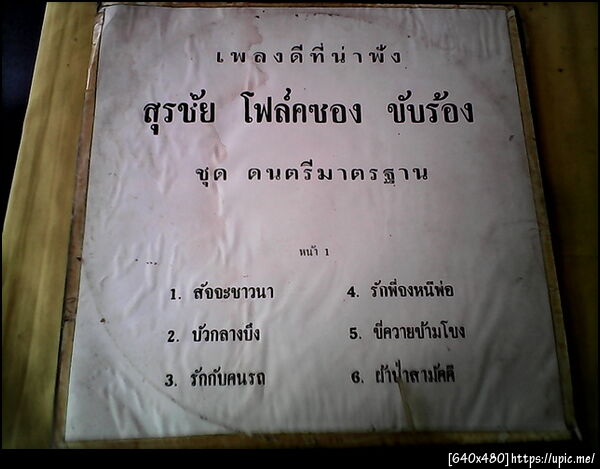 เพลงดีที่น่าฟัง
สุรชัย โฟล์คซอง ขับร้อง
ชุด ดนตรีมาตรฐาน
หน้า 1
1. สัจจะชาวนา
4. รักพี่จงหนีพ่อ
2. บัวกลางบึง
5. ขี่ควายข้ามโขง
3. รักกับคนรถ
6. ผ้าป่าสามัคคี
[640x480]https://upic.me/